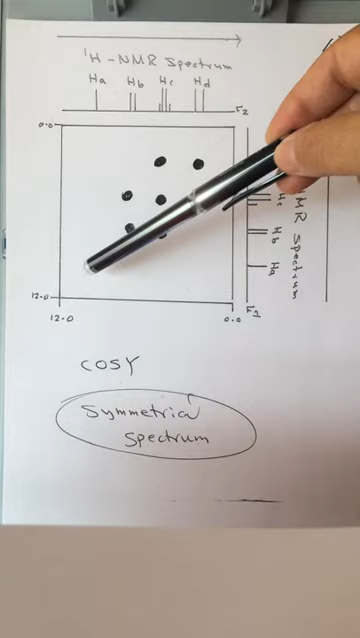 ¹H-NMR Spectrum
Ha Hb Hc Hd
F2
0.0
Hc
Hb
Ha
NMR Spectrum
12.0
12.0
0.0
F1
COSY
Symmetrical
Spectrum